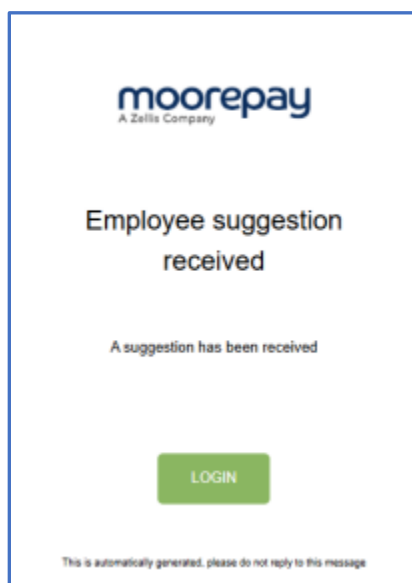 moorepay
A Zellis Company
Employee suggestion
received
A suggestion has been received
LOGIN
This is automatically generated, please do not reply to this message